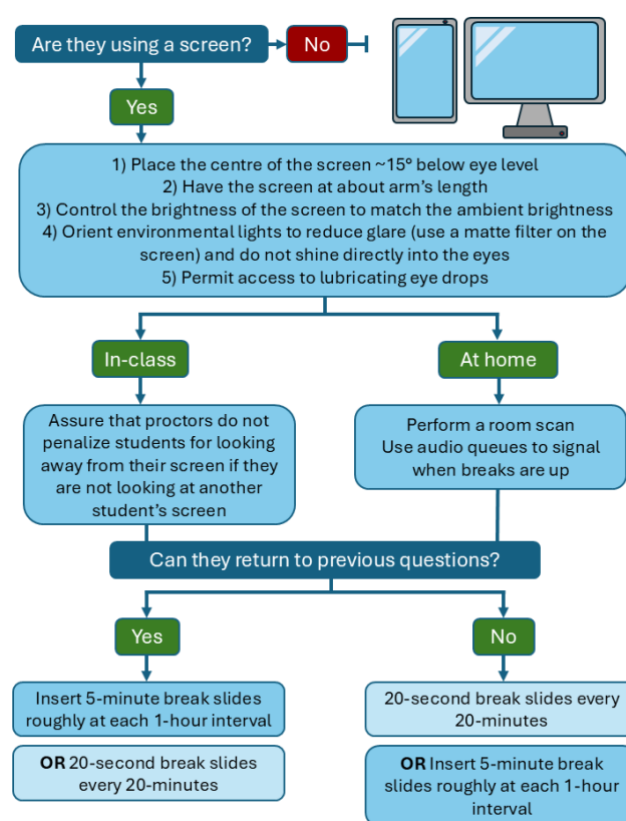 Are they using a screen?
No
Yes
1) Place the centre of the screen ~15° below eye level
2) Have the screen at about arm's length
3) Control the brightness of the screen to match the ambient brightness
4) Orient environmental lights to reduce glare (use a matte filter on the
screen) and do not shine directly into the eyes
5) Permit access to lubricating eye drops
In-class
At home
Assure that proctors do not
penalize students for looking
away from their screen if they
are not looking at another
student's screen
Perform a room scan
Use audio queues to signal
when breaks are up
Can they return to previous questions?
Yes
No
Insert 5-minute break slides
roughly at each 1-hour interval
OR 20-second break slides
every 20-minutes
20-second break slides every
20-minutes
OR Insert 5-minute break
slides roughly at each 1-hour
interval